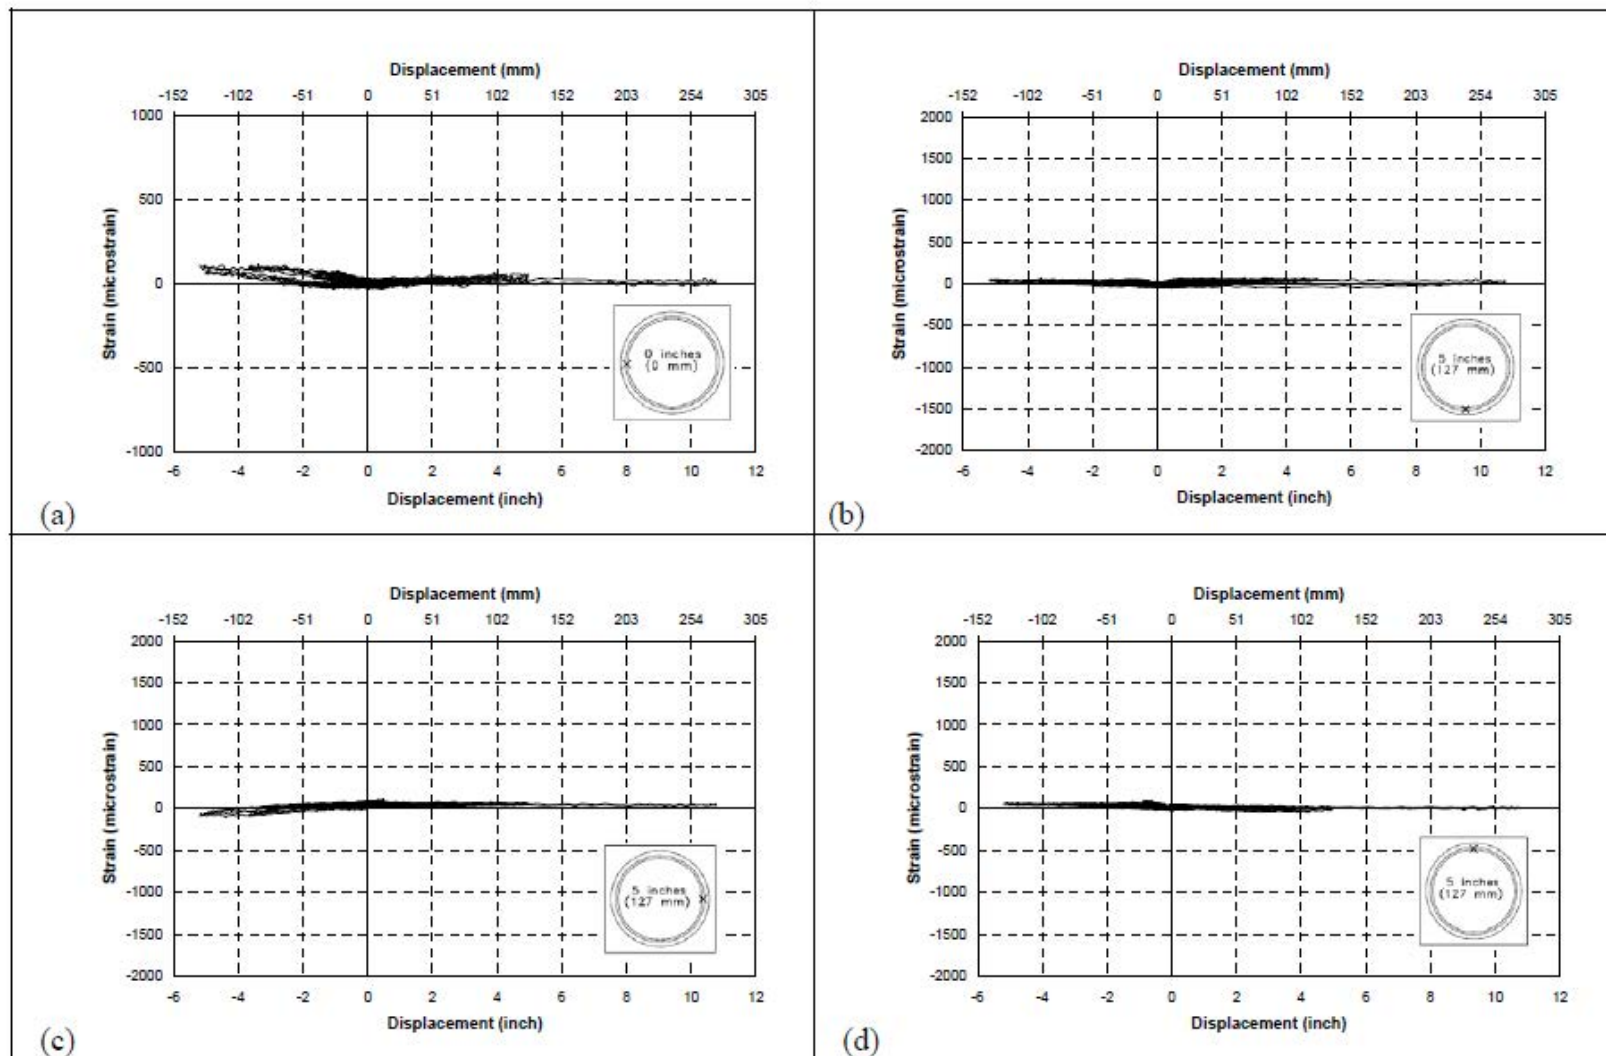 Displacement (mm)
-152 -102 -51 0 51 102 152 203 254 305
1000
500
0
-500
-1000
Strain (microstrain)
0 inches
(0 mm)
-6 -4 -2 0 2 4 6 8 10 12
Displacement (inch)
(a)
Displacement (mm)
-152 -102 -51 0 51 102 152 203 254 305
2000
1500
1000
500
0
-500
-1000
-1500
-2000
Strain (microstrain)
5 inches
(127 mm)
-6 -4 -2 0 2 4 6 8 10 12
Displacement (inch)
(b)
Displacement (mm)
-152 -102 -51 0 51 102 152 203 254 305
2000
1500
1000
500
0
-500
-1000
-1500
-2000
Strain (microstrain)
5 inches
(127 mm)
-6 -4 -2 0 2 4 6 8 10 12
Displacement (inch)
(c)
Displacement (mm)
-152 -102 -51 0 51 102 152 203 254 305
2000
1500
1000
500
0
-500
-1000
-1500
-2000
Strain (microstrain)
5 inches
(127 mm)
-6 -4 -2 0 2 4 6 8 10 12
Displacement (inch)
(d)